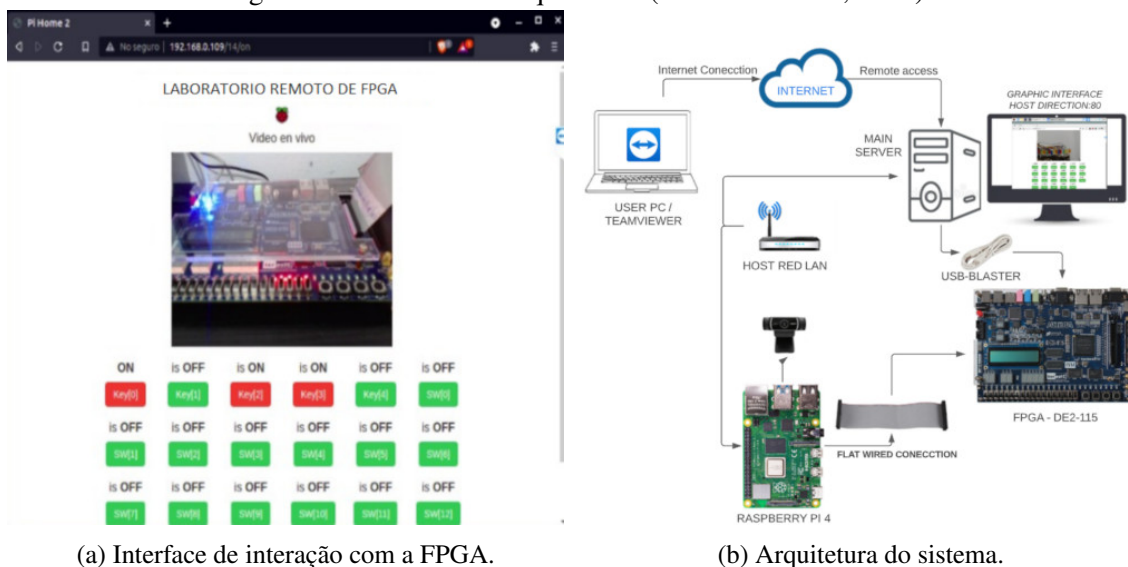 Pi Home 2
No seguro | 192.168.0.109/14/on
LABORATORIO REMOTO DE FPGA
Video en vivo
ON is OFF is ON is ON is OFF is OFF
Key[0] Key[1] Key[2] Key[3] Key[4] SW[0]
is OFF is OFF is OFF is OFF is OFF is OFF
SW[1] SW[2] SW[3] SW[4] SW[5] SW[6]
is OFF is OFF is OFF is OFF is OFF is OFF
SW[7] SW[8] SW[9] SW[10] SW[11] SW[12]
(a) Interface de interação com a FPGA.
Internet Conecction
INTERNET
Remote access
GRAPHIC INTERFACE
HOST DIRECTION:80
MAIN
SERVER
USER PC /
TEAMVIEWER
HOST RED LAN
USB-BLASTER
FPGA - DE2-115
FLAT WIRED CONECCTION
RASPBERRY PI 4
(b) Arquitetura do sistema.